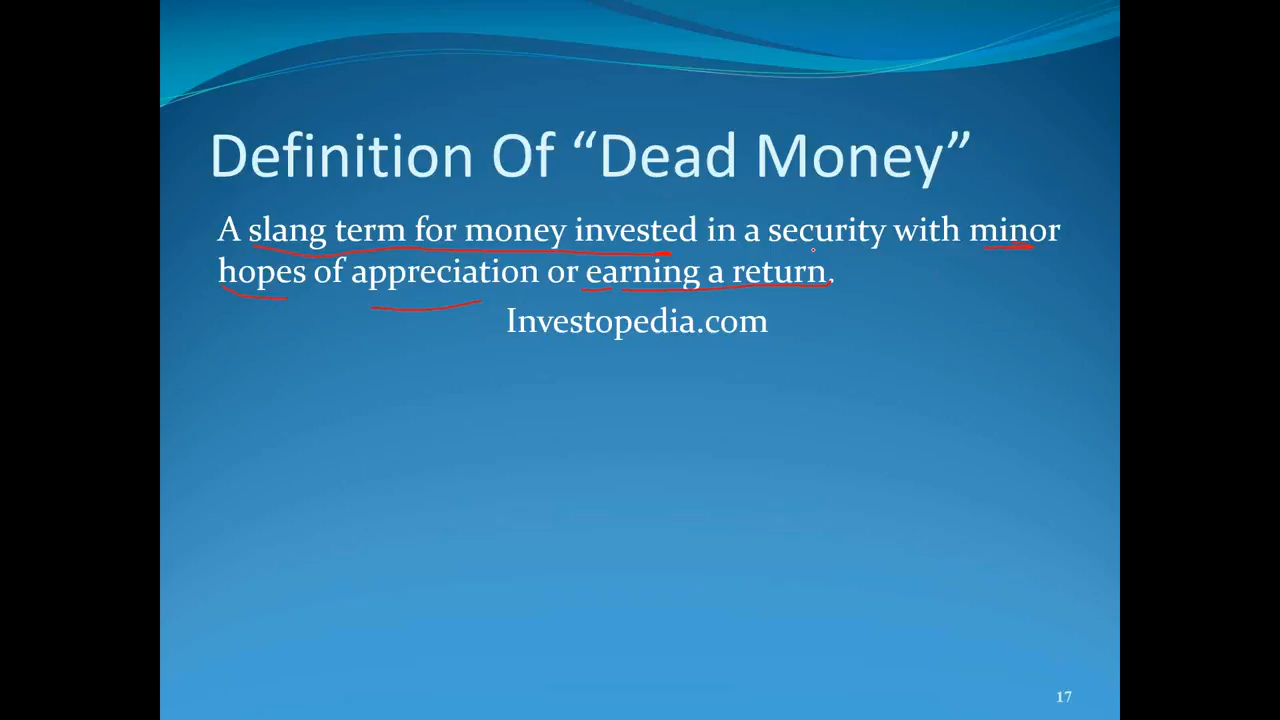 Definition Of “Dead Money”
A slang term for money invested in a security with minor
hopes of appreciation or earning a return.
Investopedia.com
17